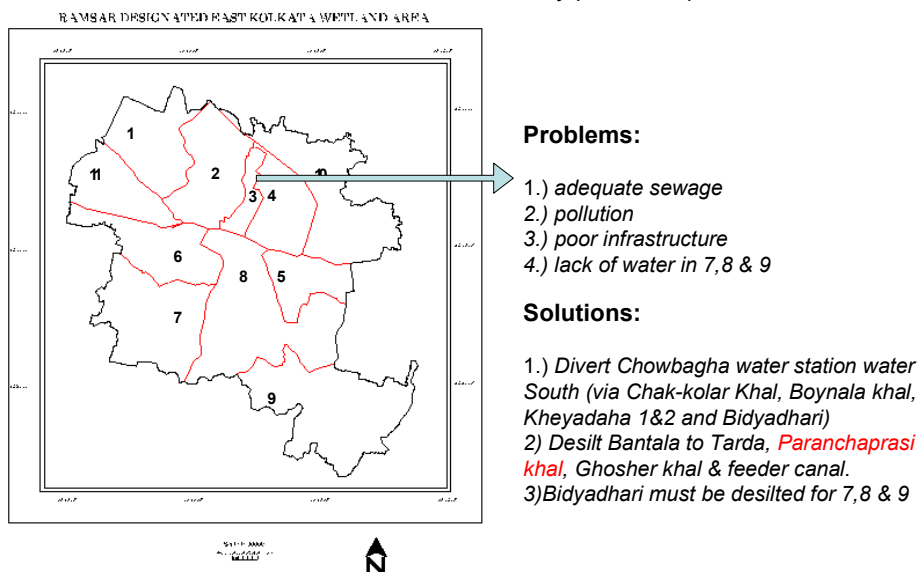 RAMSAR DESIGNATED EAST KOLKATA WETLAND AREA
1
2
11
10
3
4
6
8
5
7
9
N
Problems:
1.) adequate sewage
2.) pollution
3.) poor infrastructure
4.) lack of water in 7,8 & 9
Solutions:
1.) Divert Chowbagha water station water
South (via Chak-kolar Khal, Boynala khal,
Kheyadaha 1&2 and Bidyadhari)
2) Desilt Bantala to Tarda, Paranchaprasi
khal, Ghosher khal & feeder canal.
3)Bidyadhari must be desilted for 7,8 & 9